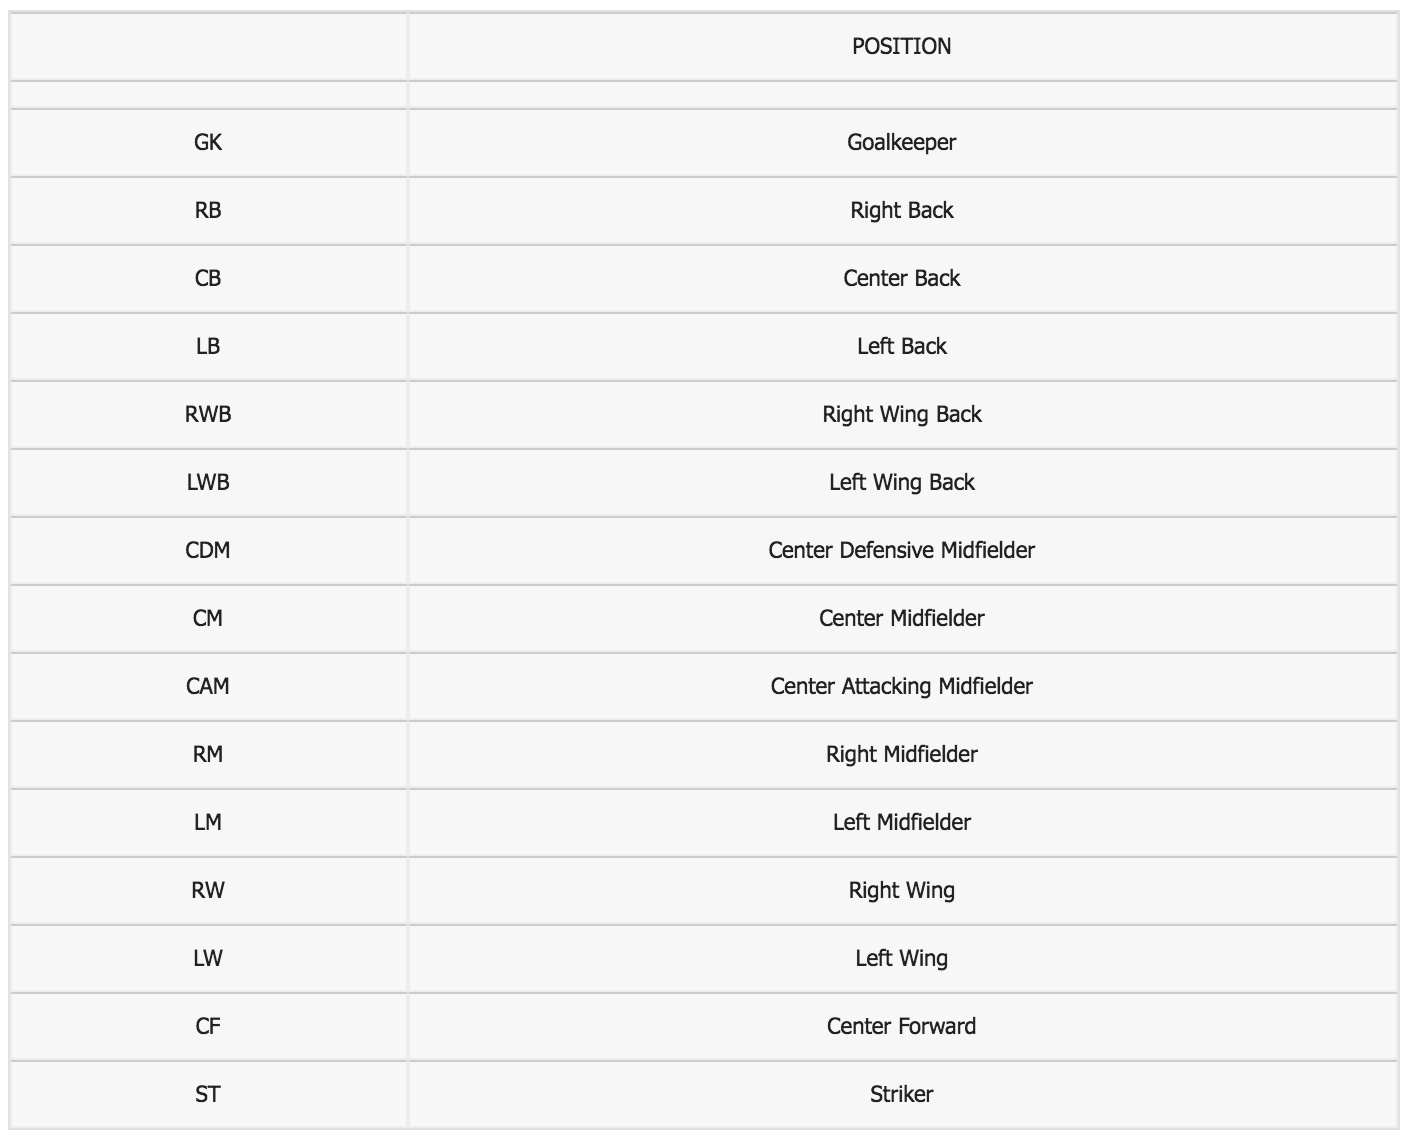 POSITION
GK Goalkeeper
RB Right Back
CB Center Back
LB Left Back
RWB Right Wing Back
LWB Left Wing Back
CDM Center Defensive Midfielder
CM Center Midfielder
CAM Center Attacking Midfielder
RM Right Midfielder
LM Left Midfielder
RW Right Wing
LW Left Wing
CF Center Forward
ST Striker